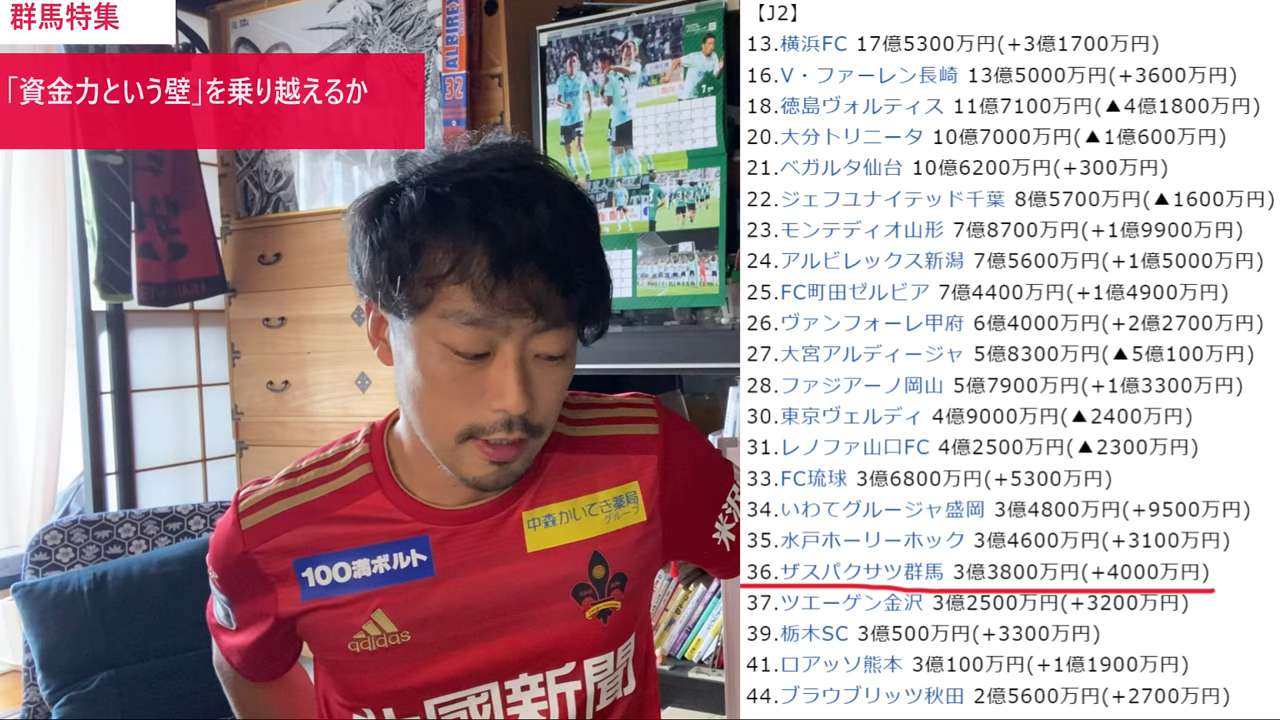 群馬特集
「資金力という壁」を乗り越えるか
ALBIRE
32
100満ボルト
中森かいてき薬局
グループ
adidas
國新聞
米沢
【J2】
13.横浜FC 17億5300万円(+3億1700万円)
16.V・ファーレン長崎 13億5000万円(+3600万円)
18.徳島ヴォルティス 11億7100万円(▲4億1800万円)
20.大分トリニータ 10億7000万円(▲1億600万円)
21.ベガルタ仙台 10億6200万円(+300万円)
22.ジェフユナイテッド千葉 8億5700万円(▲1600万円)
23.モンテディオ山形 7億8700万円(+1億9900万円)
24.アルビレックス新潟 7億5600万円(+1億5000万円)
25.FC町田ゼルビア 7億4400万円(+1億4900万円)
26.ヴァンフォーレ甲府 6億4000万円(+2億2700万円)
27.大宮アルディージャ 5億8300万円(▲5億100万円)
28.ファジアーノ岡山 5億7900万円(+1億3300万円)
30.東京ヴェルディ 4億9000万円(▲2400万円)
31.レノファ山口FC 4億2500万円(▲2300万円)
33.FC琉球 3億6800万円(+5300万円)
34.いわてグルージャ盛岡 3億4800万円(+9500万円)
35.水戸ホーリーホック 3億4600万円(+3100万円)
36.ザスパクサツ群馬 3億3800万円(+4000万円)
37.ツエーゲン金沢 3億2500万円(+3200万円)
39.栃木SC 3億500万円(+3300万円)
41.ロアッソ熊本 3億100万円(+1億1900万円)
44.ブラウブリッツ秋田 2億5600万円(+2700万円)